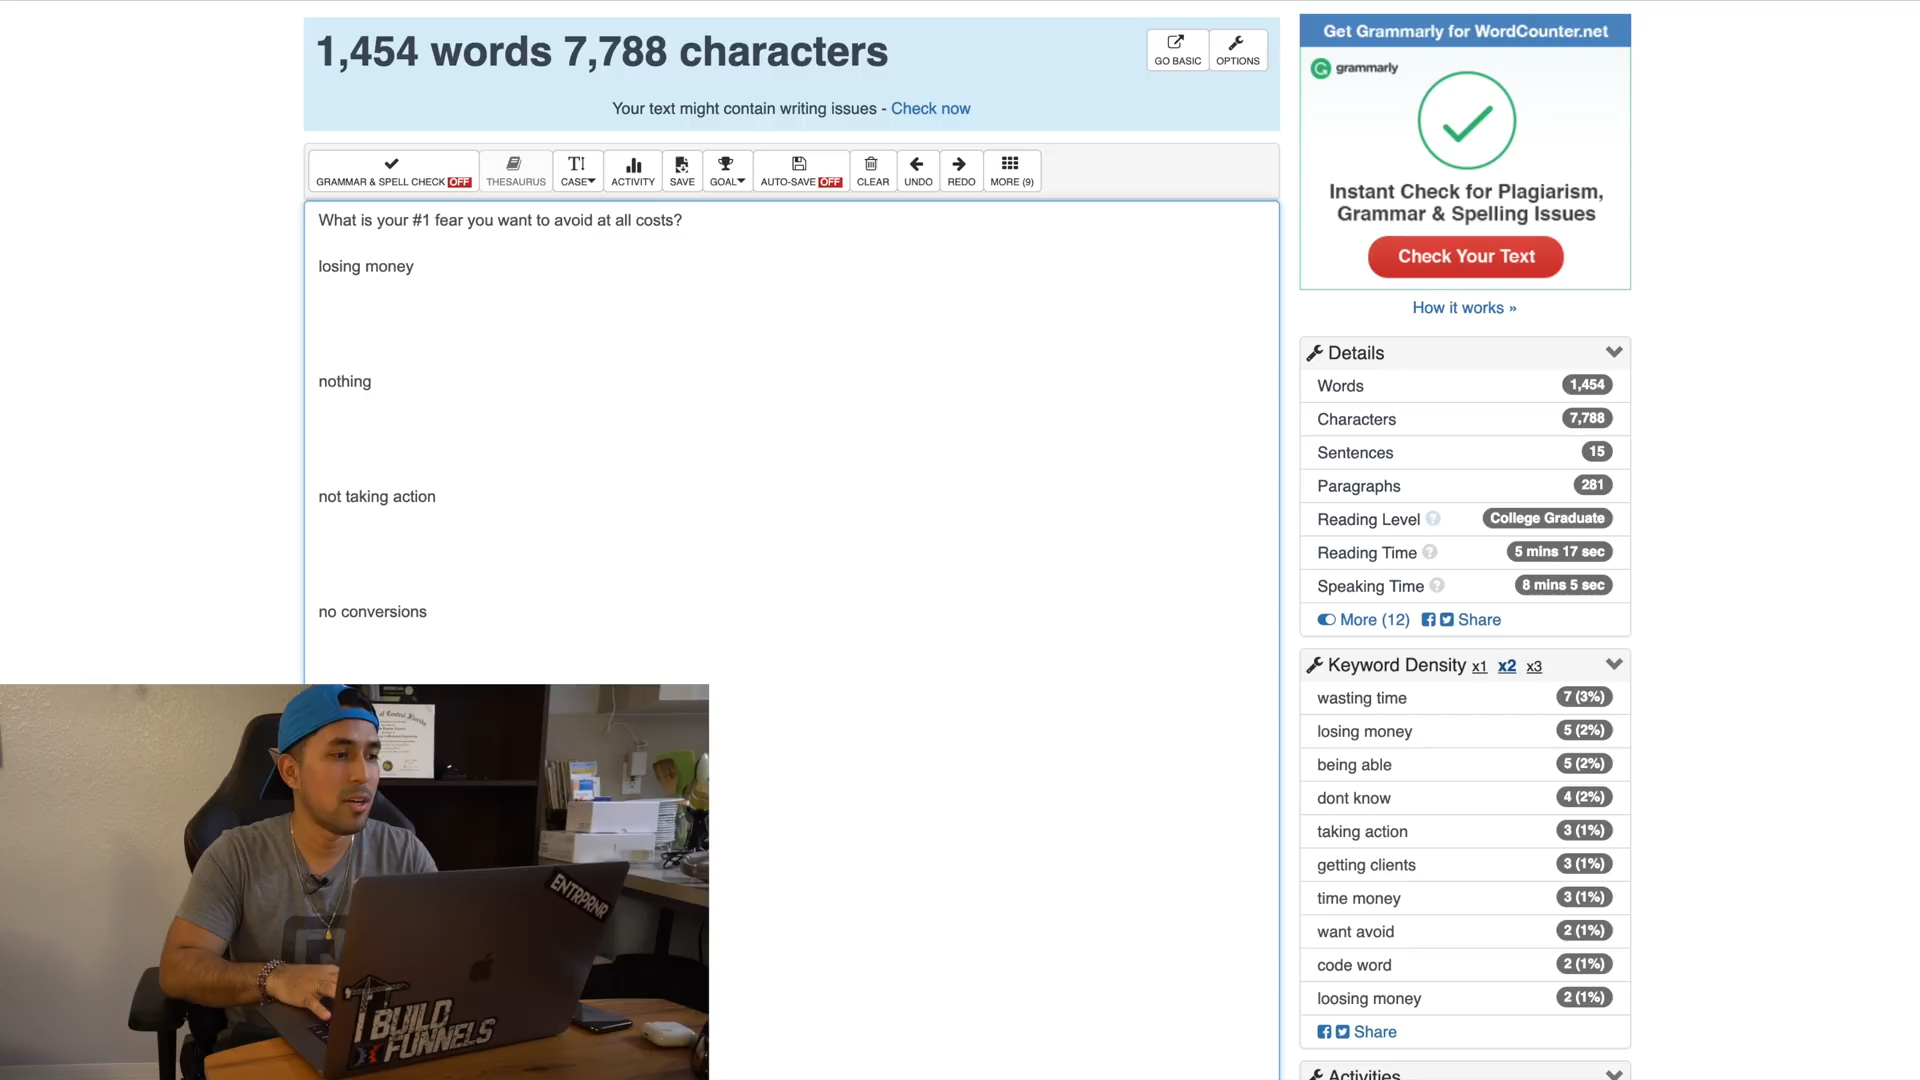 1,454 words 7,788 characters
GO BASIC
OPTIONS
Your text might contain writing issues - Check now
GRAMMAR & SPELL CHECK OFF
THESAURUS
CASE
ACTIVITY
SAVE
GOAL
AUTO-SAVE OFF
CLEAR
UNDO
REDO
MORE (9)
What is your #1 fear you want to avoid at all costs?
losing money
nothing
not taking action
no conversions
Get Grammarly for WordCounter.net
grammarly
Instant Check for Plagiarism,
Grammar & Spelling Issues
Check Your Text
How it works »
Details
Words 1,454
Characters 7,788
Sentences 15
Paragraphs 281
Reading Level ? College Graduate
Reading Time ? 5 mins 17 sec
Speaking Time ? 8 mins 5 sec
More (12) Share
Keyword Density x1 x2 x3
wasting time 7 (3%)
losing money 5 (2%)
being able 5 (2%)
dont know 4 (2%)
taking action 3 (1%)
getting clients 3 (1%)
time money 3 (1%)
want avoid 2 (1%)
code word 2 (1%)
loosing money 2 (1%)
Share
Activities
of Central Florida
ENTRPRNR
I BUILD
FUNNELS